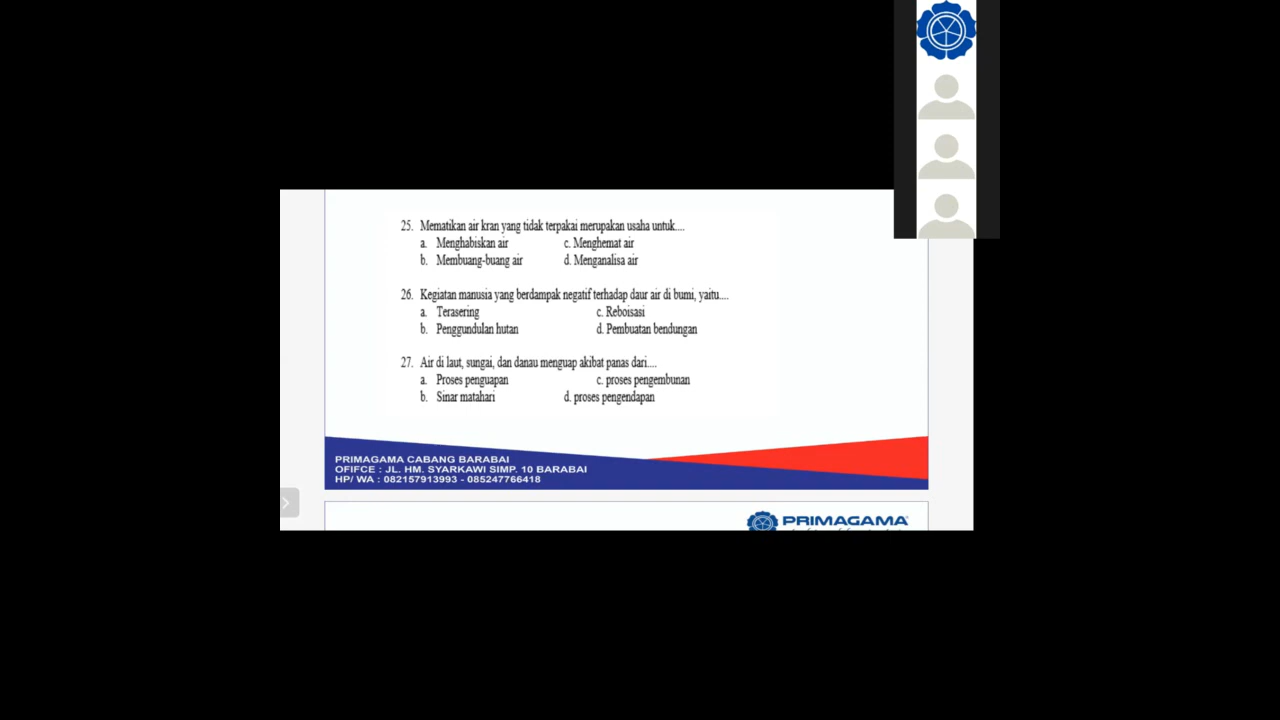 25. Mematikan air kran yang tidak terpakai merupakan usaha untuk....
a. Menghabiskan air c. Menghemat air
b. Membuang-buang air d. Menganalisa air
26. Kegiatan manusia yang berdampak negatif terhadap daur air di bumi, yaitu....
a. Terasering c. Reboisasi
b. Penggundulan hutan d. Pembuatan bendungan
27. Air di laut, sungai, dan danau menguap akibat panas dari....
a. Proses penguapan c. proses pengembunan
b. Sinar matahari d. proses pengendapan
PRIMAGAMA CABANG BARABAI
OFIFCE : JL. HM. SYARKAWI SIMP. 10 BARABAI
HP/ WA : 082157913993 - 085247766418
PRIMAGAMA